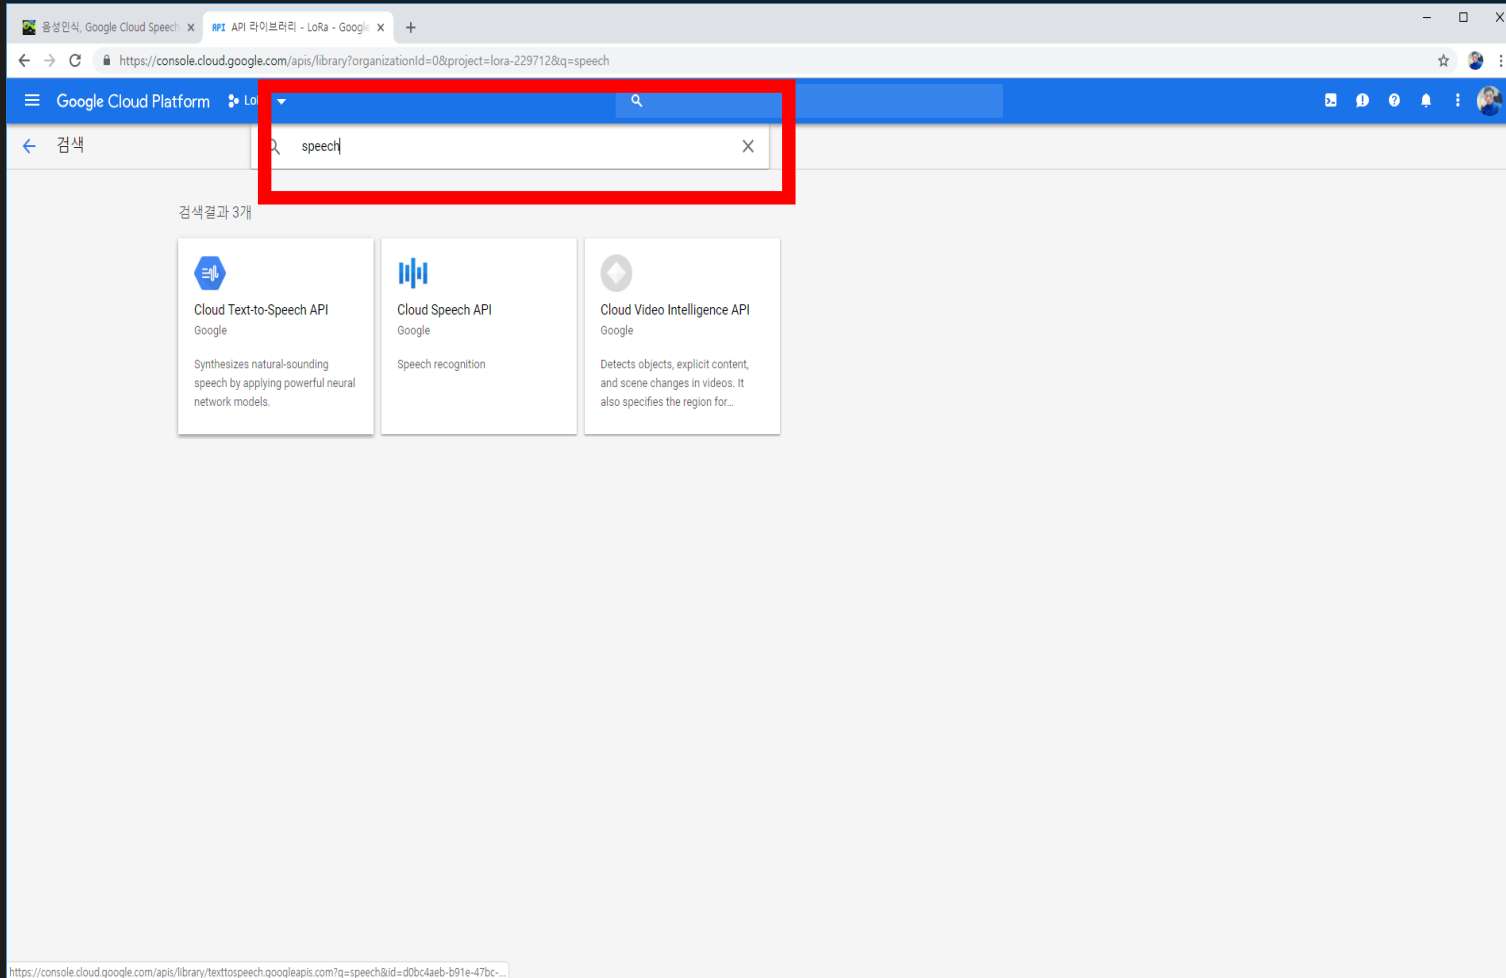 음성인식, Google Cloud Speech
API API 라이브러리 - LoRa - Google
https://console.cloud.google.com/apis/library?organizationId=0&project=lora-229712&q=speech
Google Cloud Platform
검색
speech
검색결과 3개
Cloud Text-to-Speech API
Google
Synthesizes natural-sounding
speech by applying powerful neural
network models.
Cloud Speech API
Google
Speech recognition
Cloud Video Intelligence API
Google
Detects objects, explicit content,
and scene changes in videos. It
also specifies the region for...
https://console.cloud.google.com/apis/library/texttospeech.googleapis.com?q=speech&id=d0bc4aeb-b91e-47bc-...